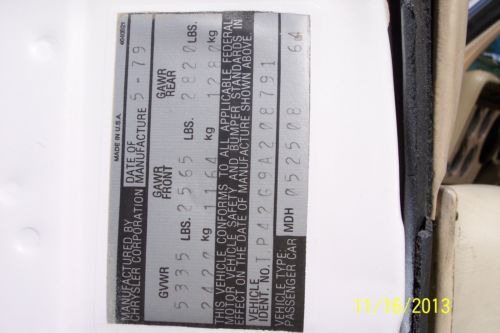 MADE IN U.S.A.
MANUFACTURED BY
CHRYSLER CORPORATION
DATE OF
MANUFACTURE 5-79
GVWR
GAWR
FRONT
GAWR
REAR
5335 LBS. 2565 LBS. 2820 LBS.
2420 kg 1164 kg 1280 kg
THIS VEHICLE CONFORMS TO ALL APPLICABLE FEDERAL
MOTOR VEHICLE SAFETY AND BUMPER STANDARDS IN
EFFECT ON THE DATE OF MANUFACTURE SHOWN ABOVE.
VEHICLE
IDENT. NO. TP42G9A208791
VEHICLE TYPE
PASSENGER CAR MDH 052508 64
11/16/2013